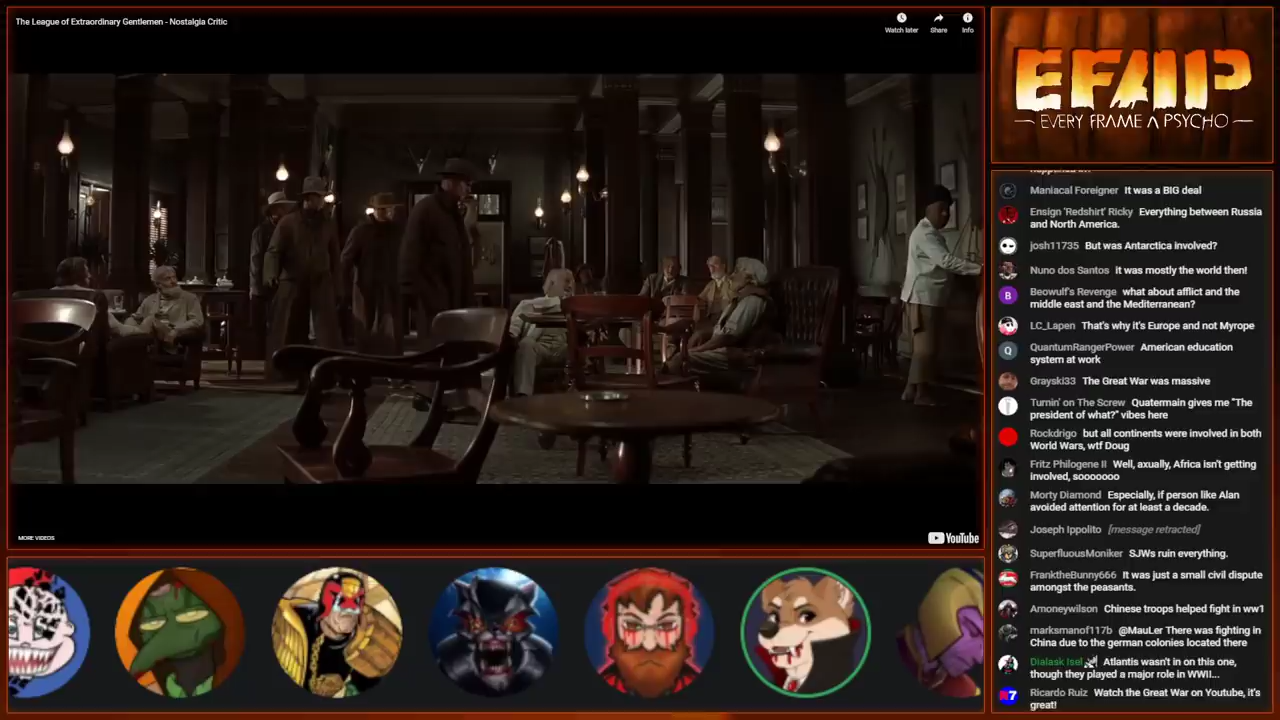 The League of Extraordinary Gentlemen - Nostalgia Critic
Watch later
Share
Info
MORE VIDEOS
YouTube
EFAP
EVERY FRAME A PSYCHO
Maniacal Foreigner It was a BIG deal
Ensign 'Redshirt' Ricky Everything between Russia
and North America.
josh11735 But was Antarctica involved?
Nuno dos Santos it was mostly the world then!
B
Beowulf's Revenge what about afflict and the
middle east and the Mediterranean?
LC_Lapen That's why it's Europe and not Myrope
Q
QuantumRangerPower American education
system at work
Grayski33 The Great War was massive
Turnin' on The Screw Quatermain gives me "The
president of what?" vibes here
Rockdrigo but all continents were involved in both
World Wars, wtf Doug
Fritz Philogene II Well, axually, Africa isn't getting
involved, sooooooo
Morty Diamond Especially, if person like Alan
avoided attention for at least a decade.
Joseph Ippolito [message retracted]
SuperfluousMoniker SJWs ruin everything.
FranktheBunny666 It was just a small civil dispute
amongst the peasants.
Amoneywilson Chinese troops helped fight in ww1
marksmanof117b @MauLer There was fighting in
China due to the german colonies located there
Dialask Isel Atlantis wasn't in on this one,
though they played a major role in WWII...
Ricardo Ruiz Watch the Great War on Youtube, it's
great!